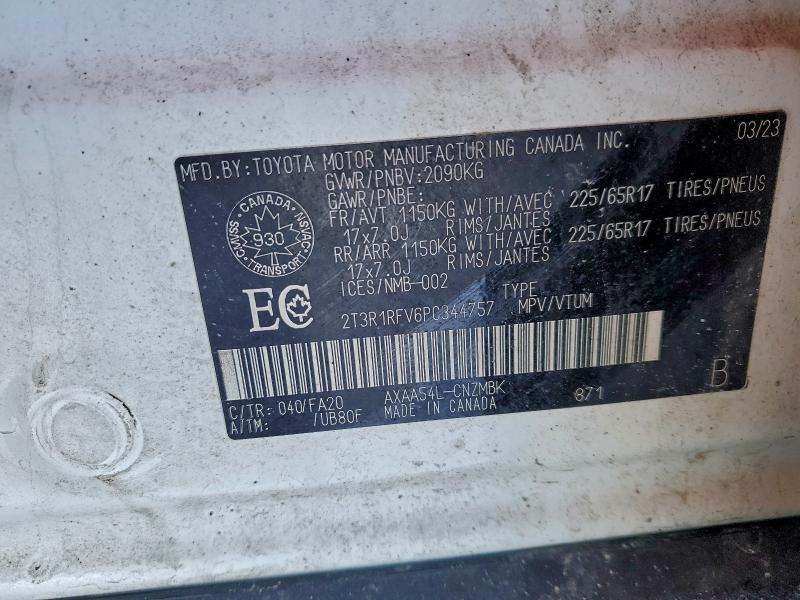 03/23
MFD.BY:TOYOTA MOTOR MANUFACTURING CANADA INC.
GVWR/PNBV:2090KG
GAWR/PNBE:
FR/AVT 1150KG WITH/AVEC 225/65R17 TIRES/PNEUS
17x7.0J RIMS/JANTES
RR/ARR 1150KG WITH/AVEC 225/65R17 TIRES/PNEUS
17x7.0J RIMS/JANTES
ICES/NMB-002
CANADA
CMVSS
NSVAC
930
TRANSPORT
EC
TYPE
2T3R1RFV6PC344757 MPV/VTUM
C/TR: 040/FA20 AXAA54L-CNZMBK 871 B
A/TM: /UB80F MADE IN CANADA